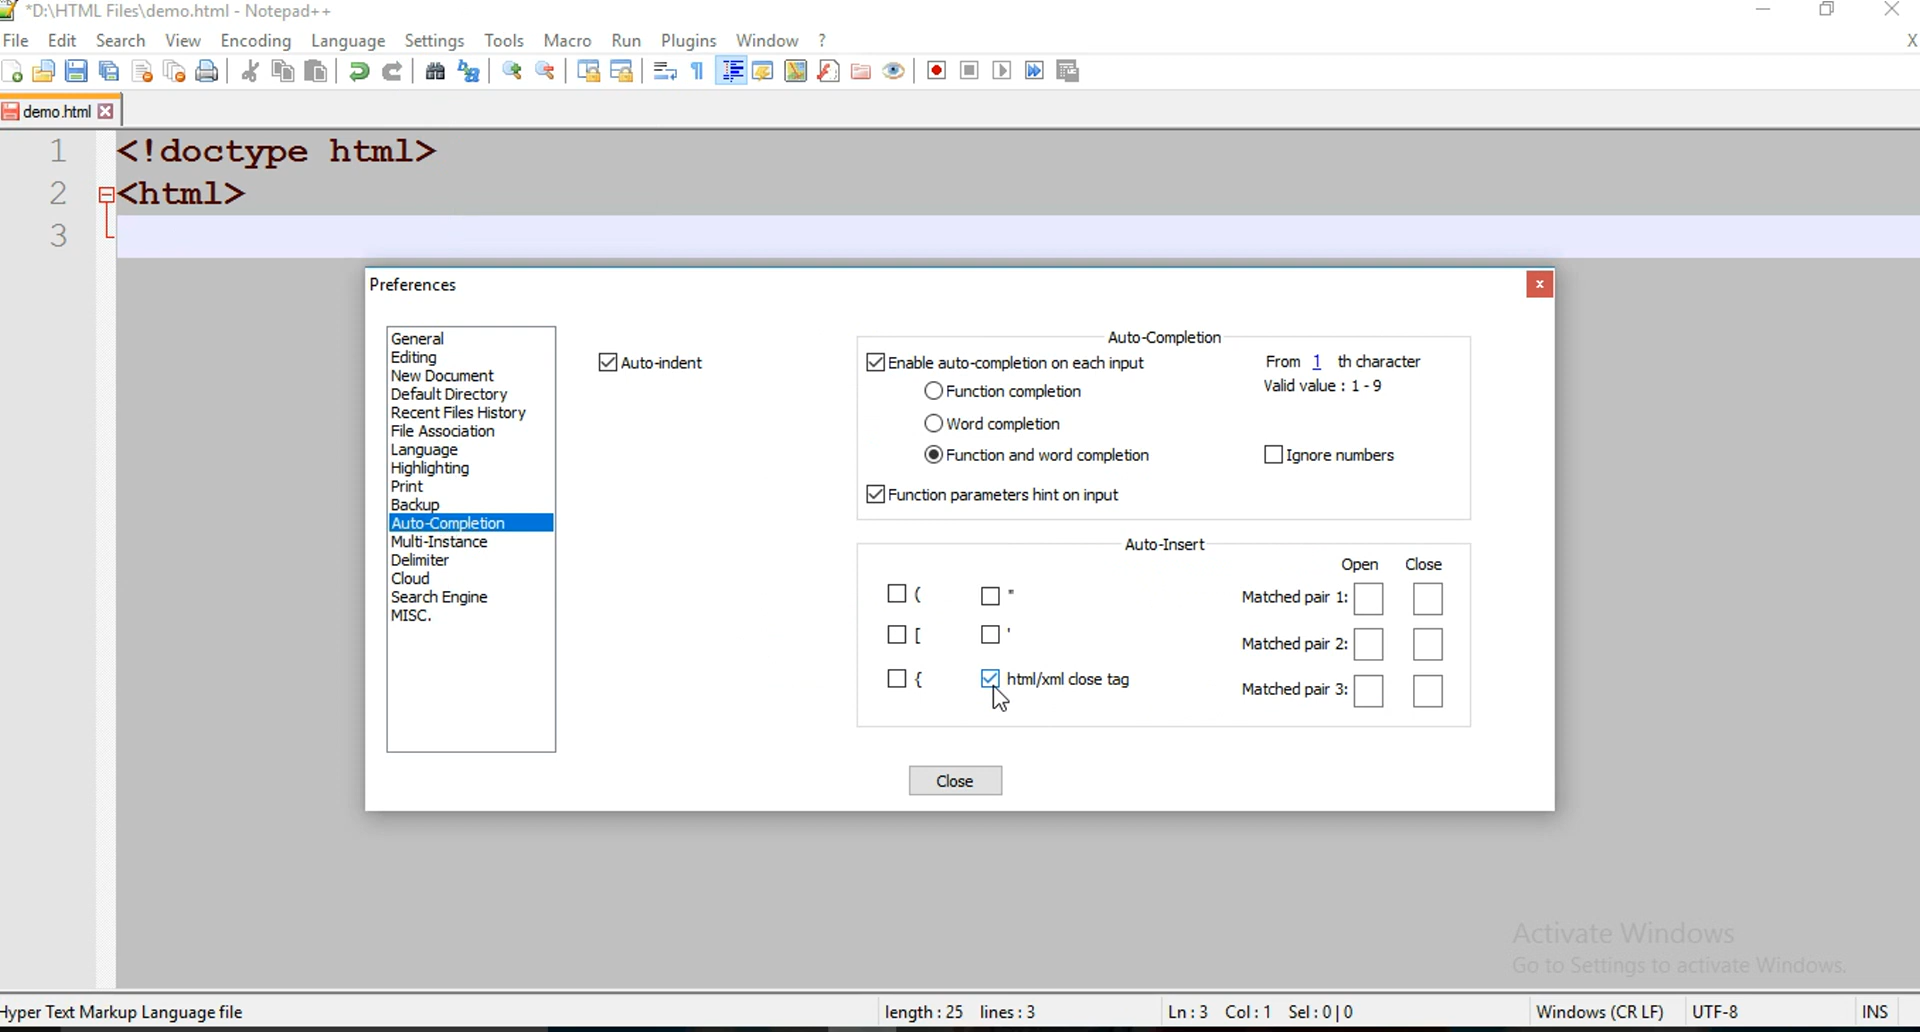 *D:\HTML Files\demo.html - Notepad++
File Edit Search View Encoding Language Settings Tools Macro Run Plugins Window ? X
demo.html
1 <!doctype html>
2 <html>
3
Preferences
General
Editing
New Document
Default Directory
Recent Files History
File Association
Language
Highlighting
Print
Backup
Auto-Completion
Multi-Instance
Delimiter
Cloud
Search Engine
MISC.
Auto-indent
Auto-Completion
Enable auto-completion on each input
From 1 th character
Function completion
Valid value : 1 - 9
Word completion
Function and word completion
Ignore numbers
Function parameters hint on input
Auto-Insert
Open Close
( "
Matched pair 1:
[ '
Matched pair 2:
{ html/xml close tag
Matched pair 3:
Close
Activate Windows
Go to Settings to activate Windows.
Hyper Text Markup Language file length : 25 lines : 3 Ln : 3 Col : 1 Sel : 0 | 0 Windows (CR LF) UTF-8 INS